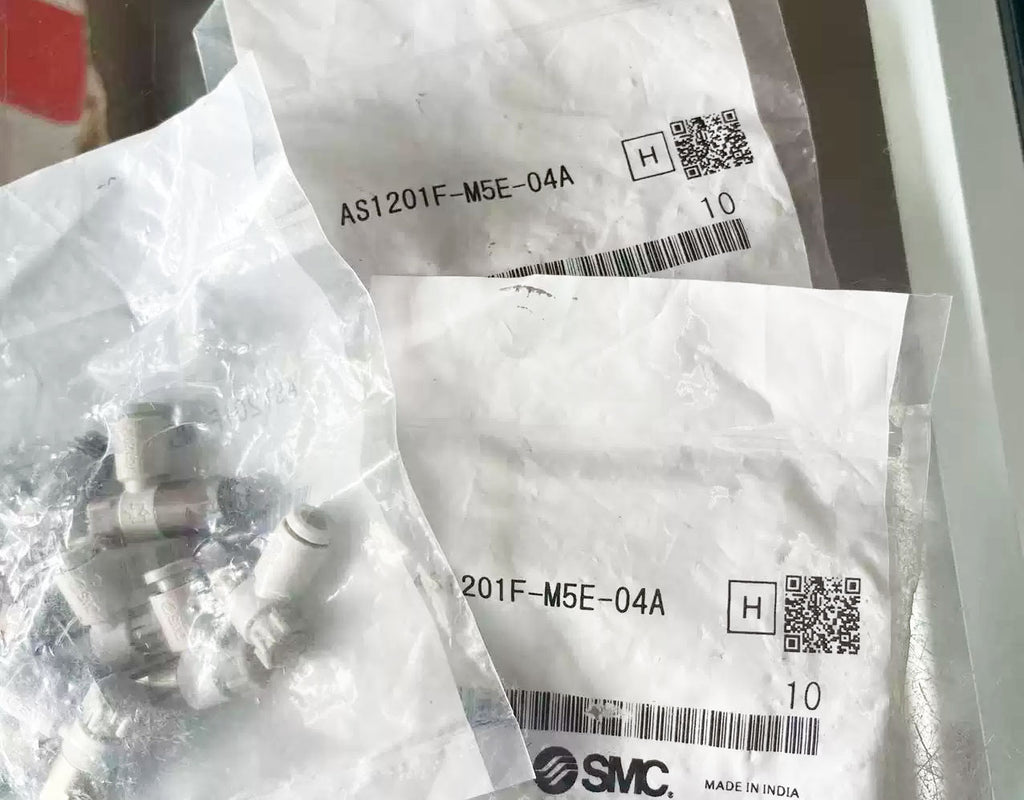 AS1201F-M5E-04A
H
10
201F-M5E-04A
H
10
SMC
MADE IN INDIA